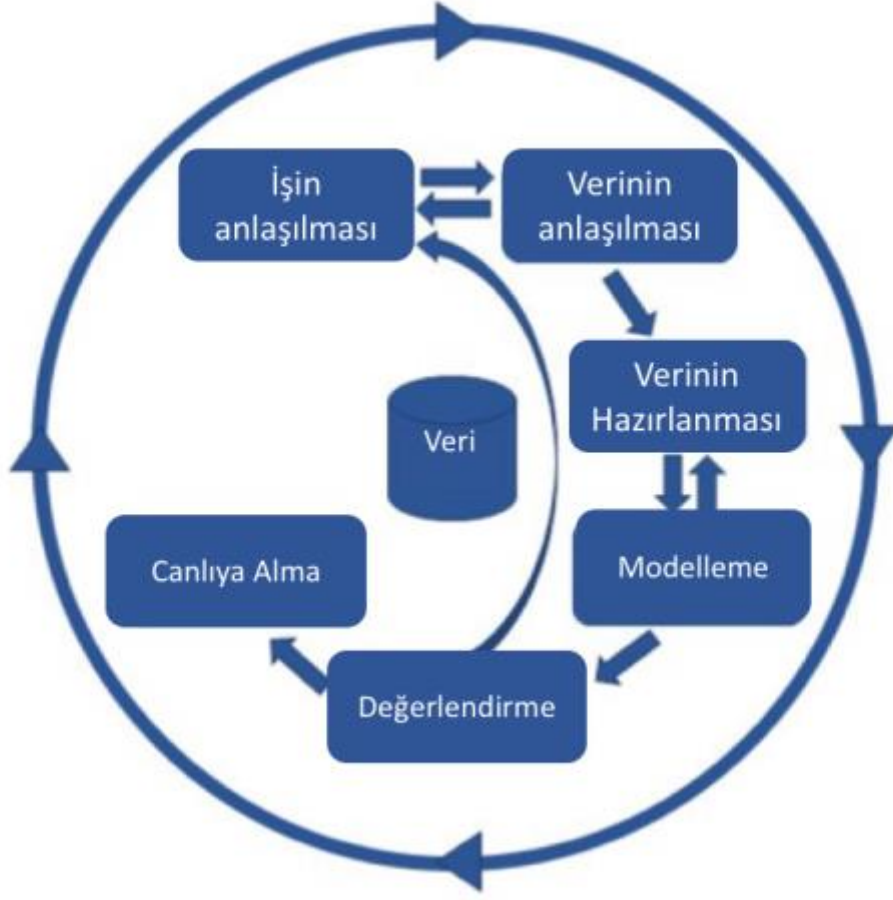 İşin
anlaşılması
Verinin
anlaşılması
Verinin
Hazırlanması
Veri
Modelleme
Canlıya Alma
Değerlendirme